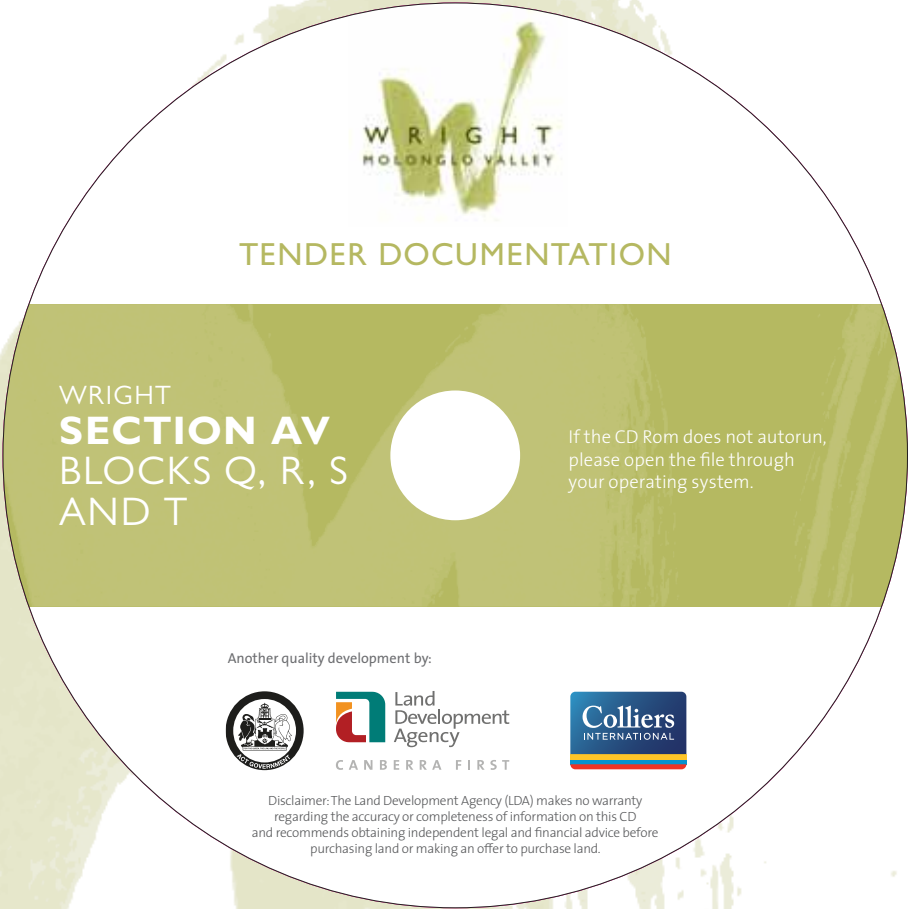 WRIGHT
MOLONGLO VALLEY
TENDER DOCUMENTATION
WRIGHT
SECTION AV
BLOCKS Q, R, S
AND T
If the CD Rom does not autorun,
please open the file through
your operating system.
Another quality development by:
ACT GOVERNMENT
Land
Development
Agency
CANBERRA FIRST
Colliers
INTERNATIONAL
Disclaimer: The Land Development Agency (LDA) makes no warranty
regarding the accuracy or completeness of information on this CD
and recommends obtaining independent legal and financial advice before
purchasing land or making an offer to purchase land.